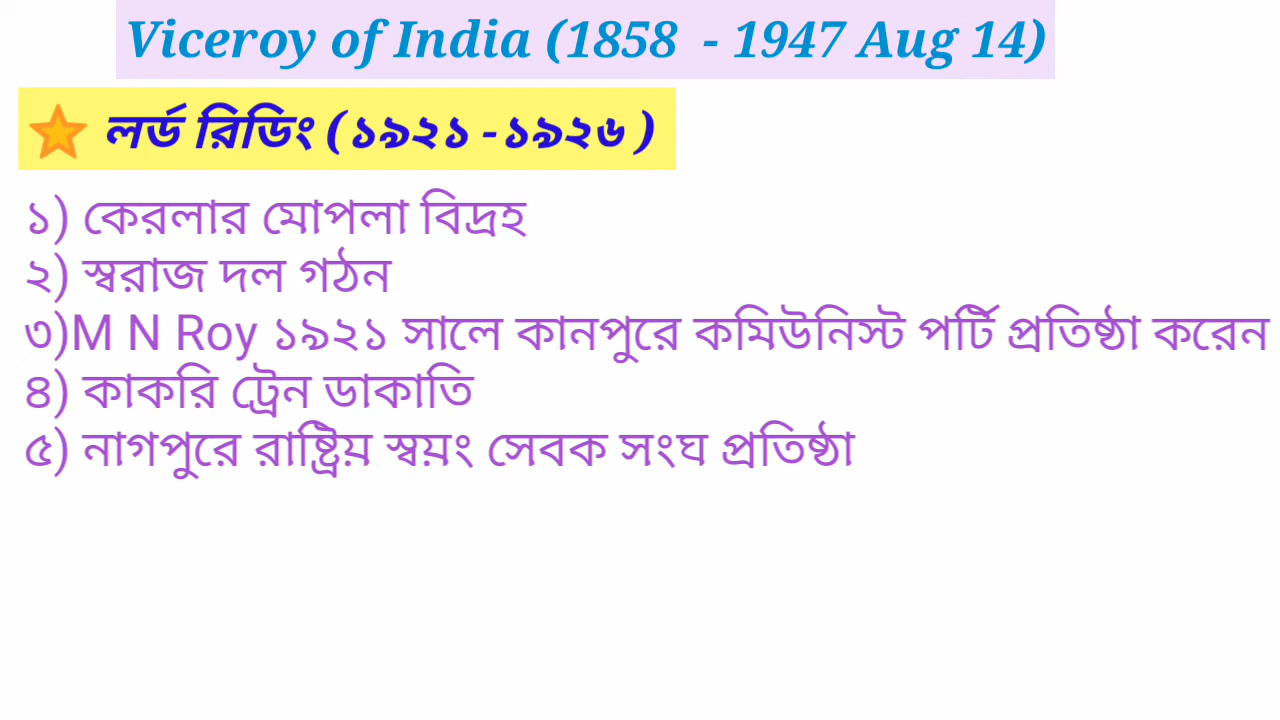 Viceroy of India (1858 - 1947 Aug 14)
লর্ড রিডিং (১৯২১ -১৯২৬ )
১) কেরলার মোপলা বিদ্রহ
২) স্বরাজ দল গঠন
৩)M N Roy ১৯২১ সালে কানপুরে কমিউনিস্ট পর্টি প্রতিষ্ঠা করেন
৪) কাকরি ট্রেন ডাকাতি
৫) নাগপুরে রাষ্ট্রিয় স্বয়ং সেবক সংঘ প্রতিষ্ঠা